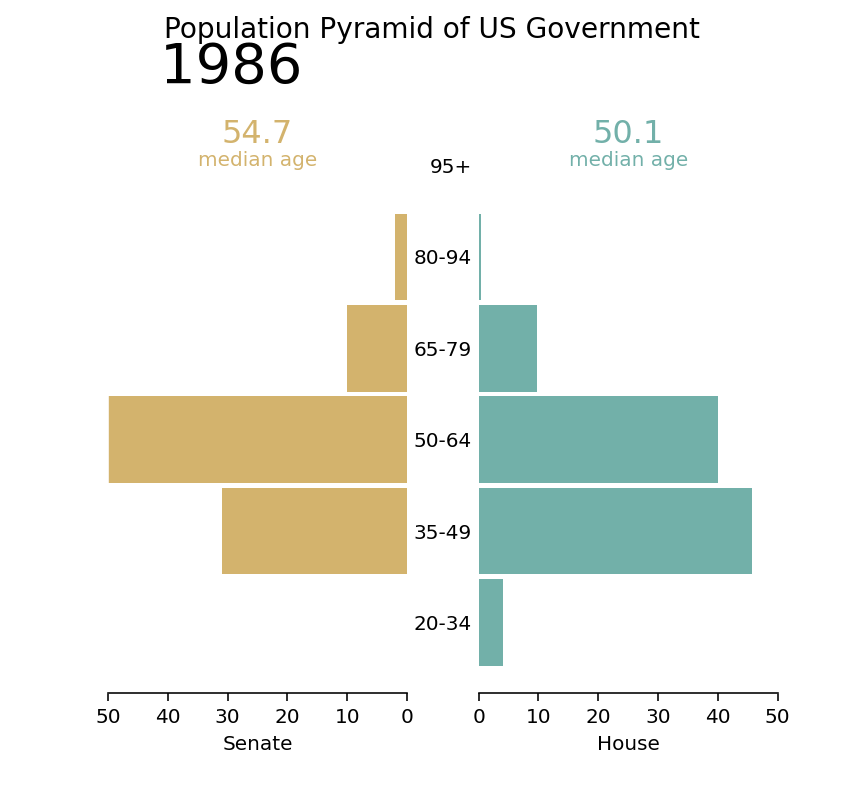 Population Pyramid of US Government
1986
54.7
median age
50.1
median age
95+
80-94
65-79
50-64
35-49
20-34
50 40 30 20 10 0
0 10 20 30 40 50
Senate
House